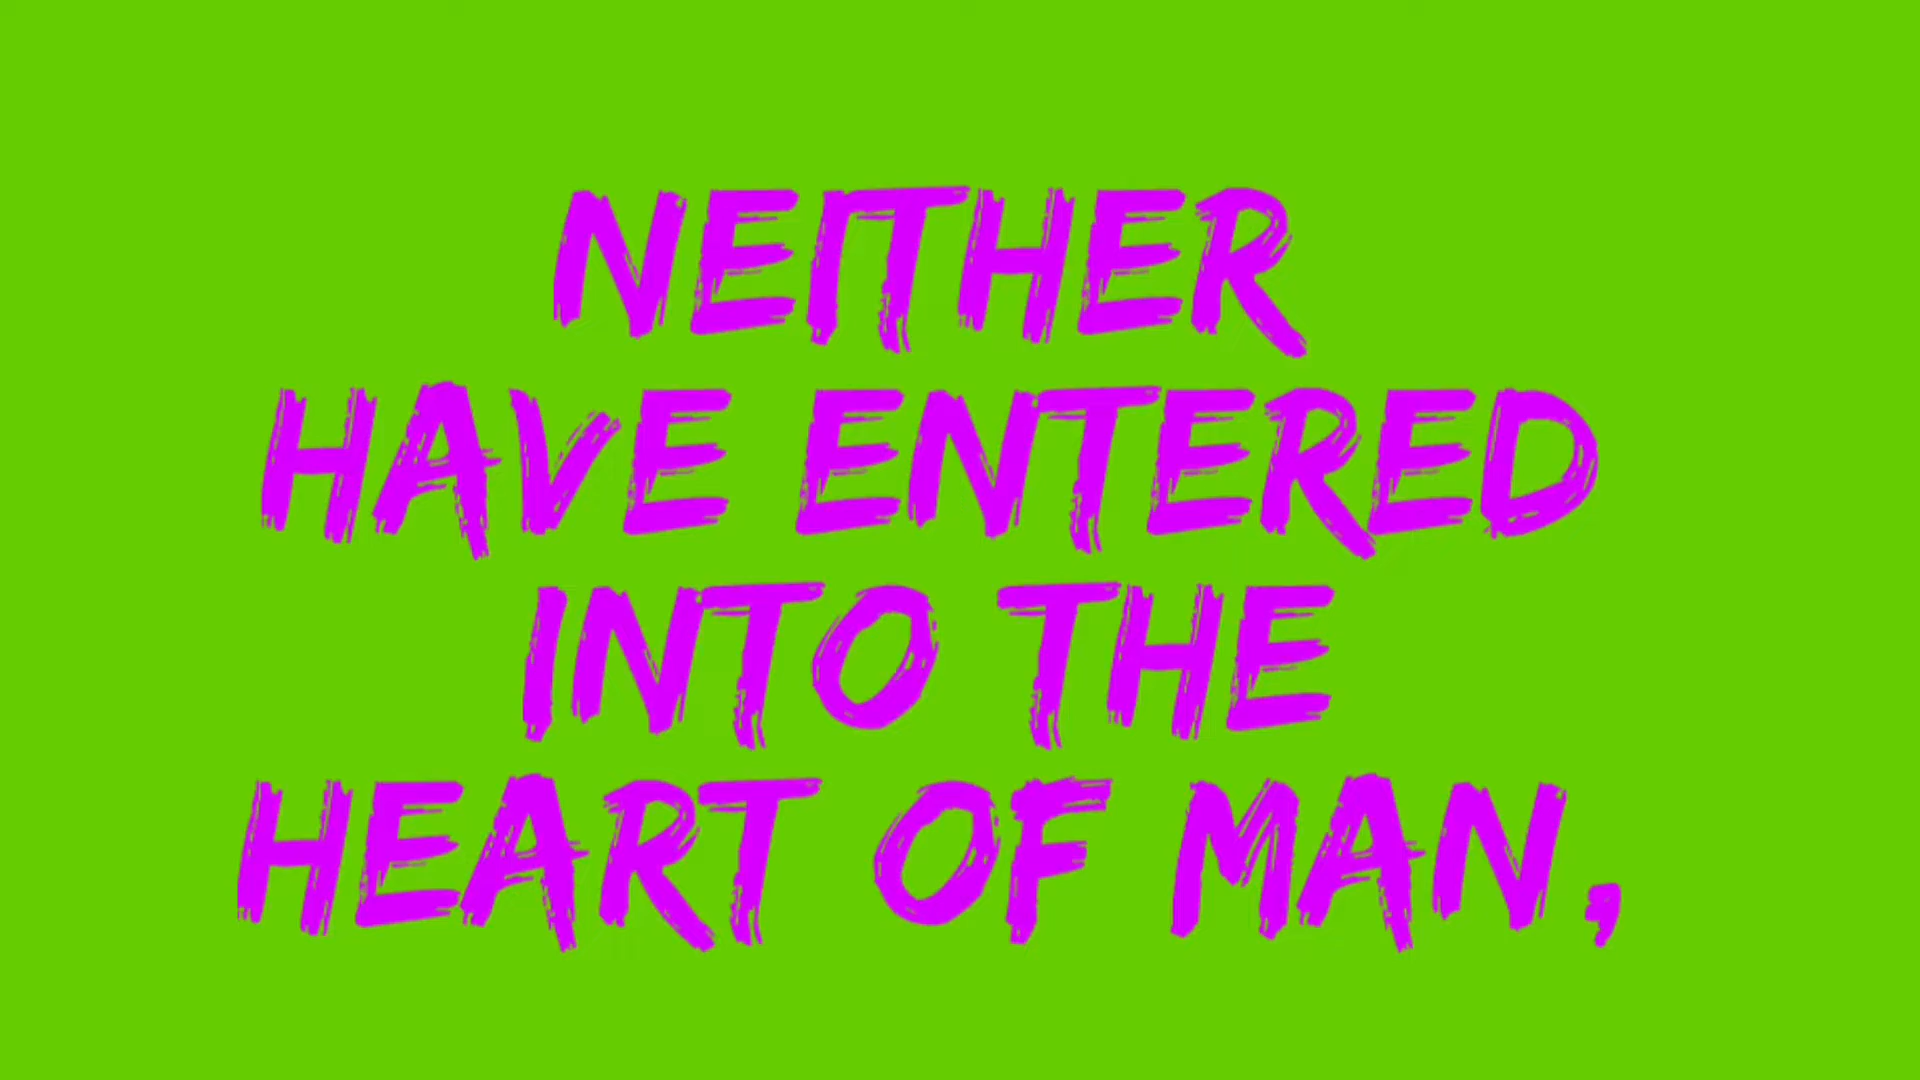 NEITHER
HAVE ENTERED
INTO THE
HEART OF MAN,